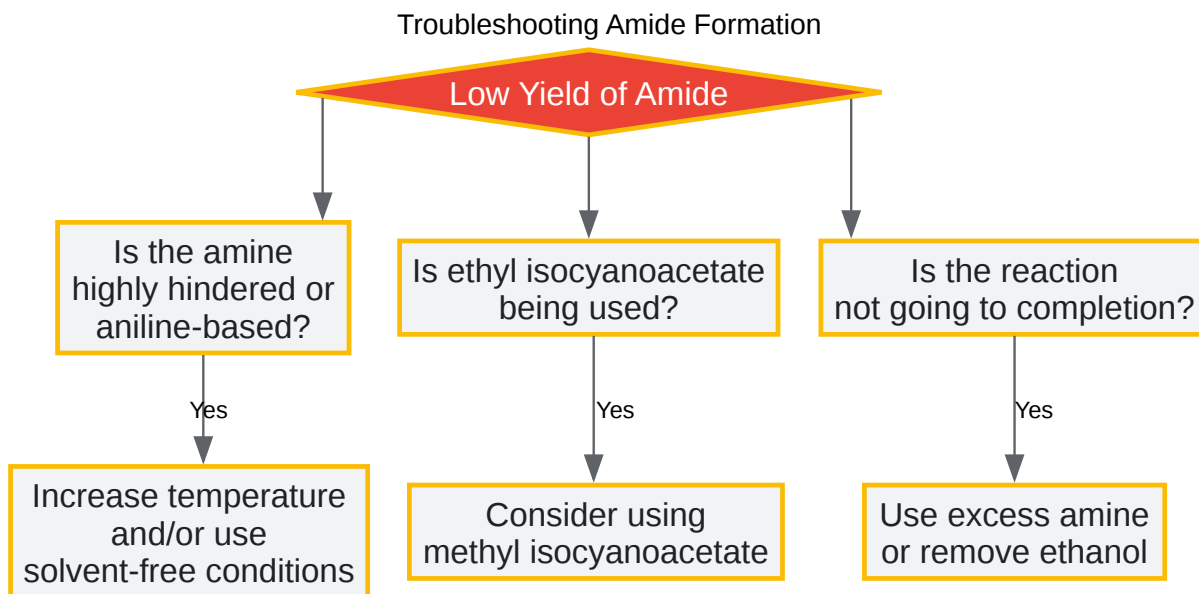 Troubleshooting Amide Formation
Low Yield of Amide
Is the amine
highly hindered or
aniline-based?
Is ethyl isocyanoacetate
being used?
Is the reaction
not going to completion?
Yes
Yes
Yes
Increase temperature
and/or use
solvent-free conditions
Consider using
methyl isocyanoacetate
Use excess amine
or remove ethanol